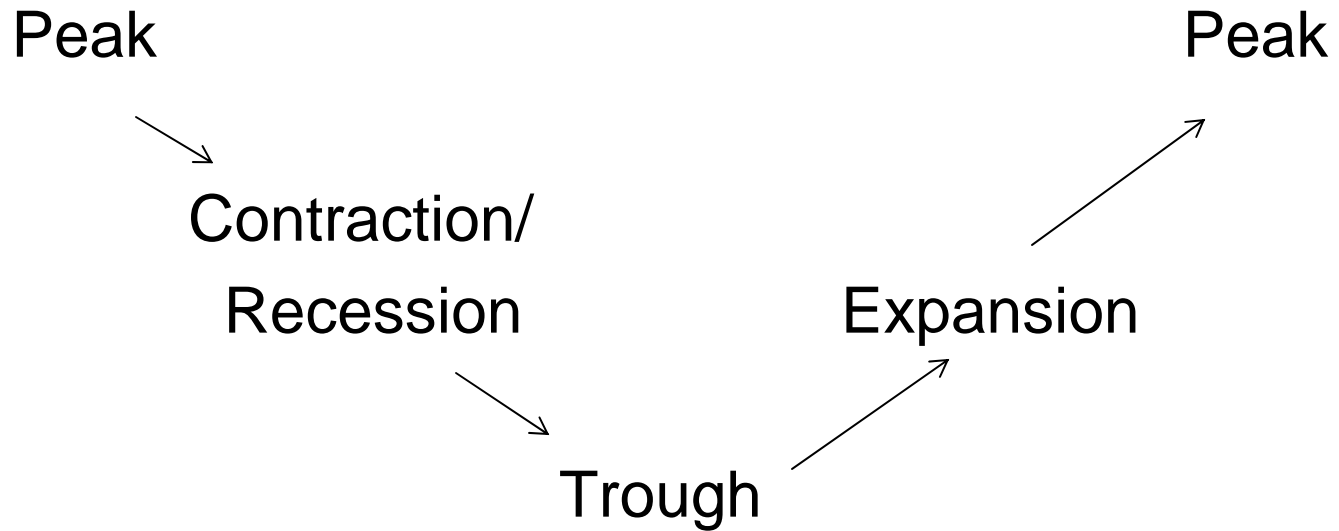 Peak
Peak
Contraction/
Recession
Expansion
Trough